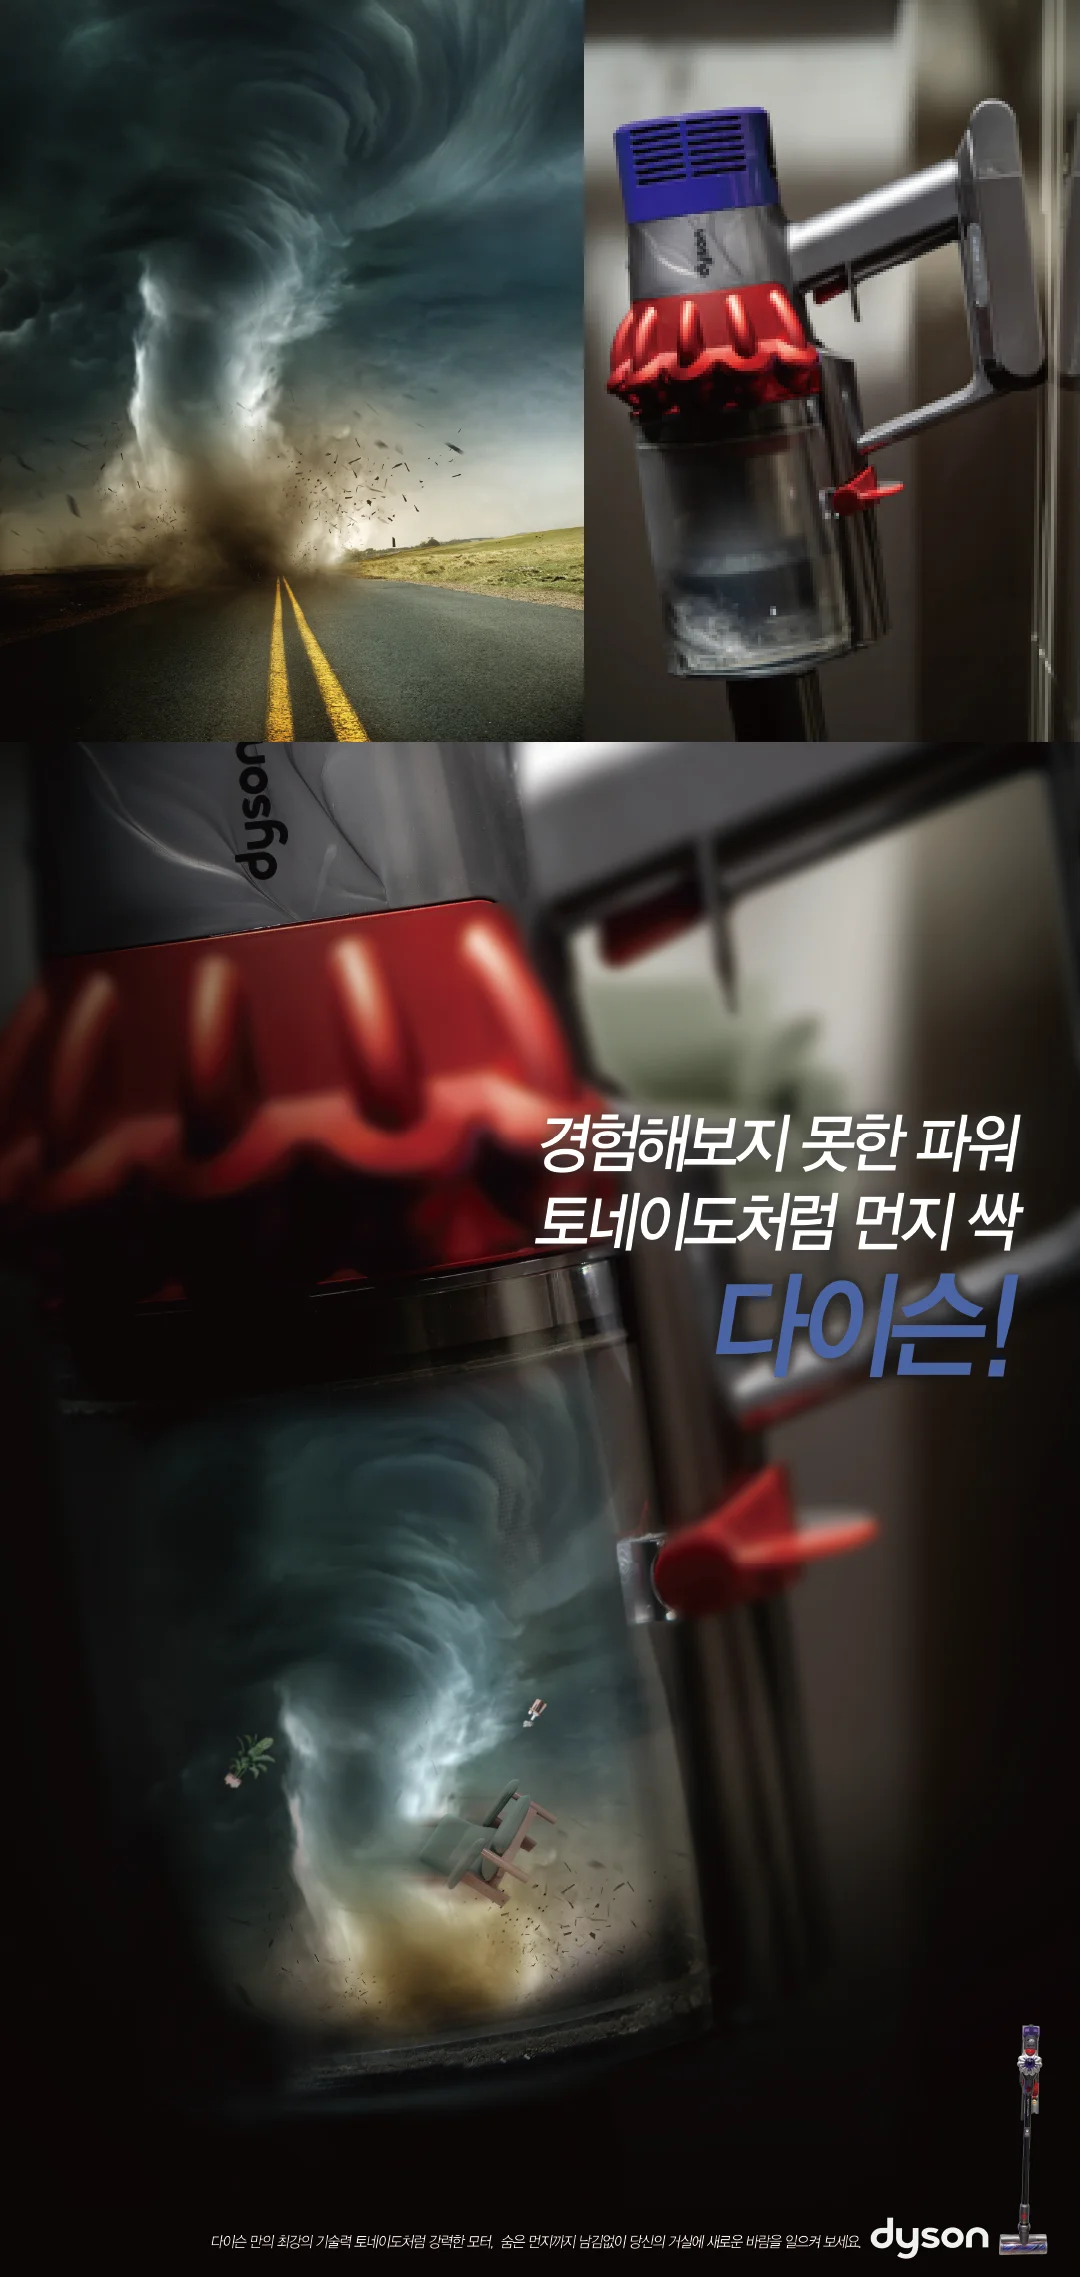 dyson
dyson
경험해보지 못한 파워
토네이도처럼 먼지 싹
다이슨!
다이슨 만의 최강의 기술력 토네이도처럼 강력한 모터, 숨은 먼지까지 남김없이 당신의 거실에 새로운 바람을 일으켜 보세요.
dyson